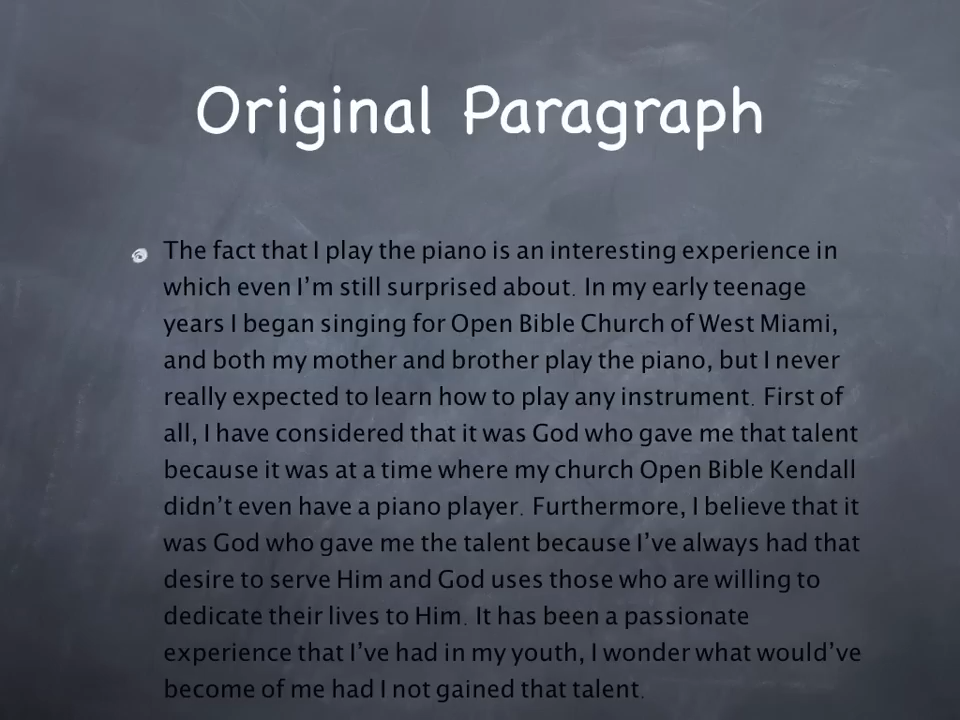 Original Paragraph
The fact that I play the piano is an interesting experience in
which even I’m still surprised about. In my early teenage
years I began singing for Open Bible Church of West Miami,
and both my mother and brother play the piano, but I never
really expected to learn how to play any instrument. First of
all, I have considered that it was God who gave me that talent
because it was at a time where my church Open Bible Kendall
didn’t even have a piano player. Furthermore, I believe that it
was God who gave me the talent because I’ve always had that
desire to serve Him and God uses those who are willing to
dedicate their lives to Him. It has been a passionate
experience that I’ve had in my youth, I wonder what would’ve
become of me had I not gained that talent.